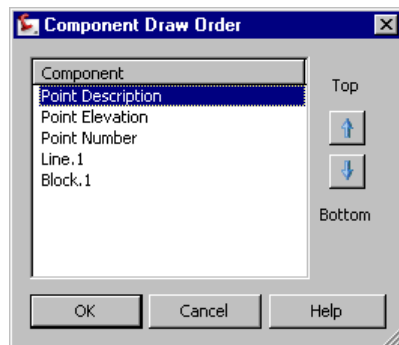 Component Draw Order
Component
Point Description
Point Elevation
Point Number
Line.1
Block.1
Top
Bottom
OK
Cancel
Help